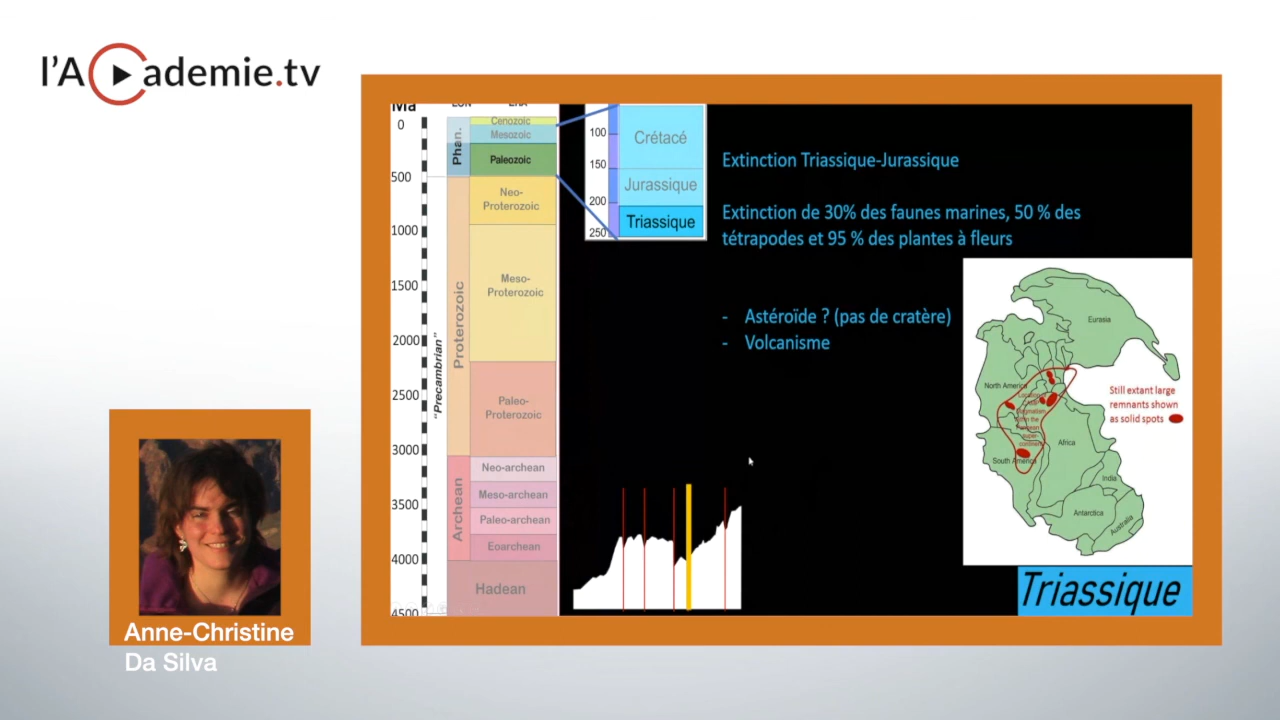 l'Academie.tv
Ma
EON
ERA
0
500
1000
1500
2000
2500
3000
3500
4000
4500
"Precambrian"
Phan.
Proterozoic
Archean
Cenozoic
Mesozoic
Paleozoic
Neo-
Proterozoic
Meso-
Proterozoic
Paleo-
Proterozoic
Neo-archean
Meso-archean
Paleo-archean
Eoarchean
Hadean
100
150
200
250
Crétacé
Jurassique
Triassique
Extinction Triassique-Jurassique
Extinction de 30% des faunes marines, 50 % des
tétrapodes et 95 % des plantes à fleurs
- Astéroïde ? (pas de cratère)
- Volcanisme
Eurasia
North America
Africa
South America
India
Antarctica
Australia
Still extant large
remnants shown
as solid spots
Triassique
Anne-Christine
Da Silva